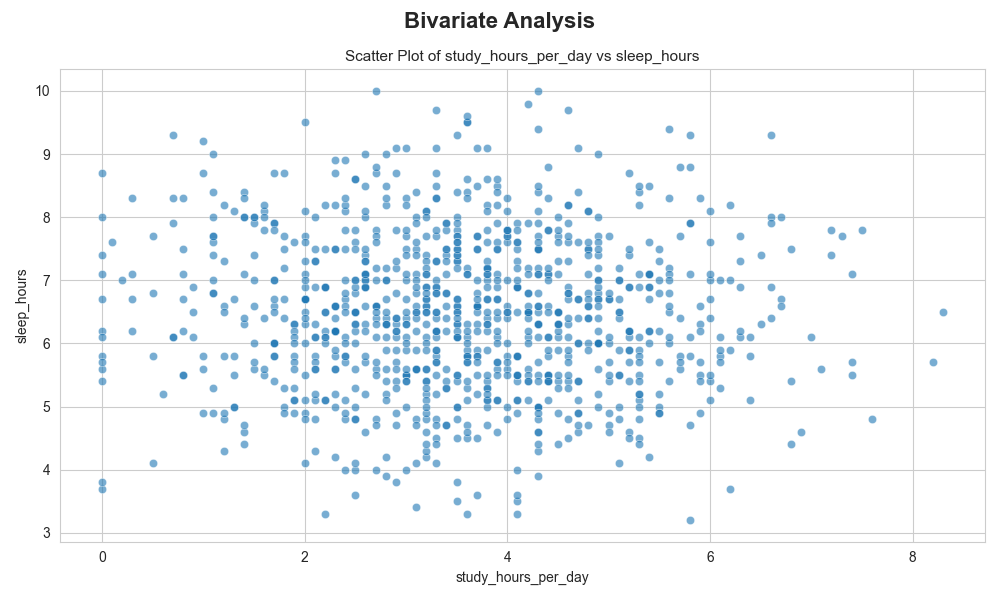 Bivariate Analysis
Scatter Plot of study_hours_per_day vs sleep_hours
10
9
8
7
6
5
4
3
sleep_hours
0 2 4 6 8
study_hours_per_day